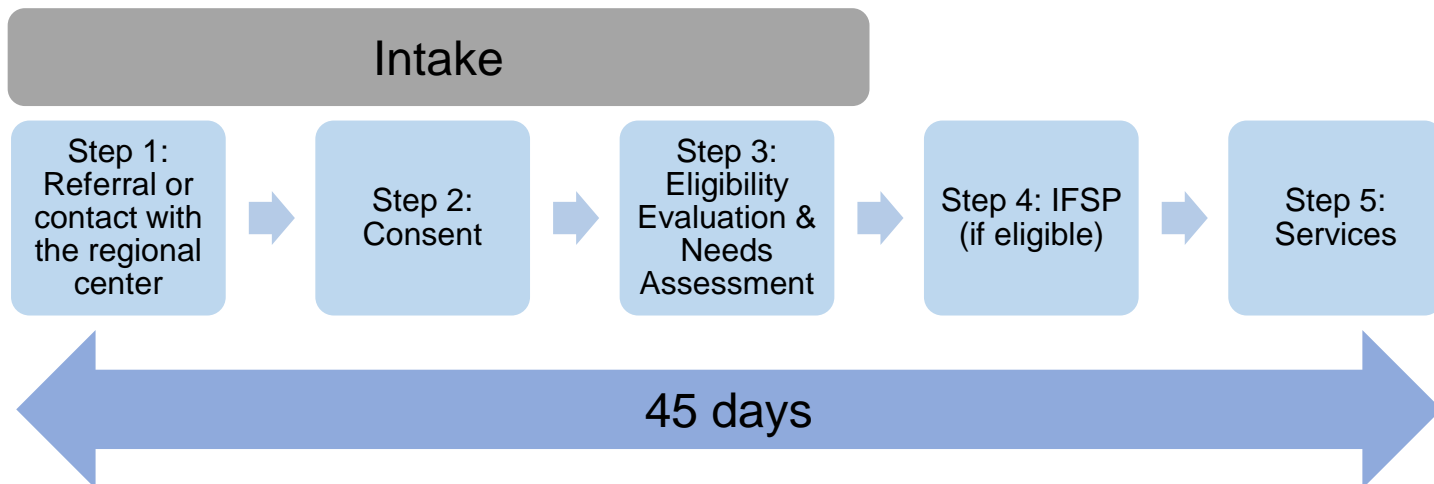 Intake
Step 1:
Referral or
contact with
the regional
center
Step 2:
Consent
Step 3:
Eligibility
Evaluation &
Needs
Assessment
Step 4: IFSP
(if eligible)
Step 5:
Services
45 days